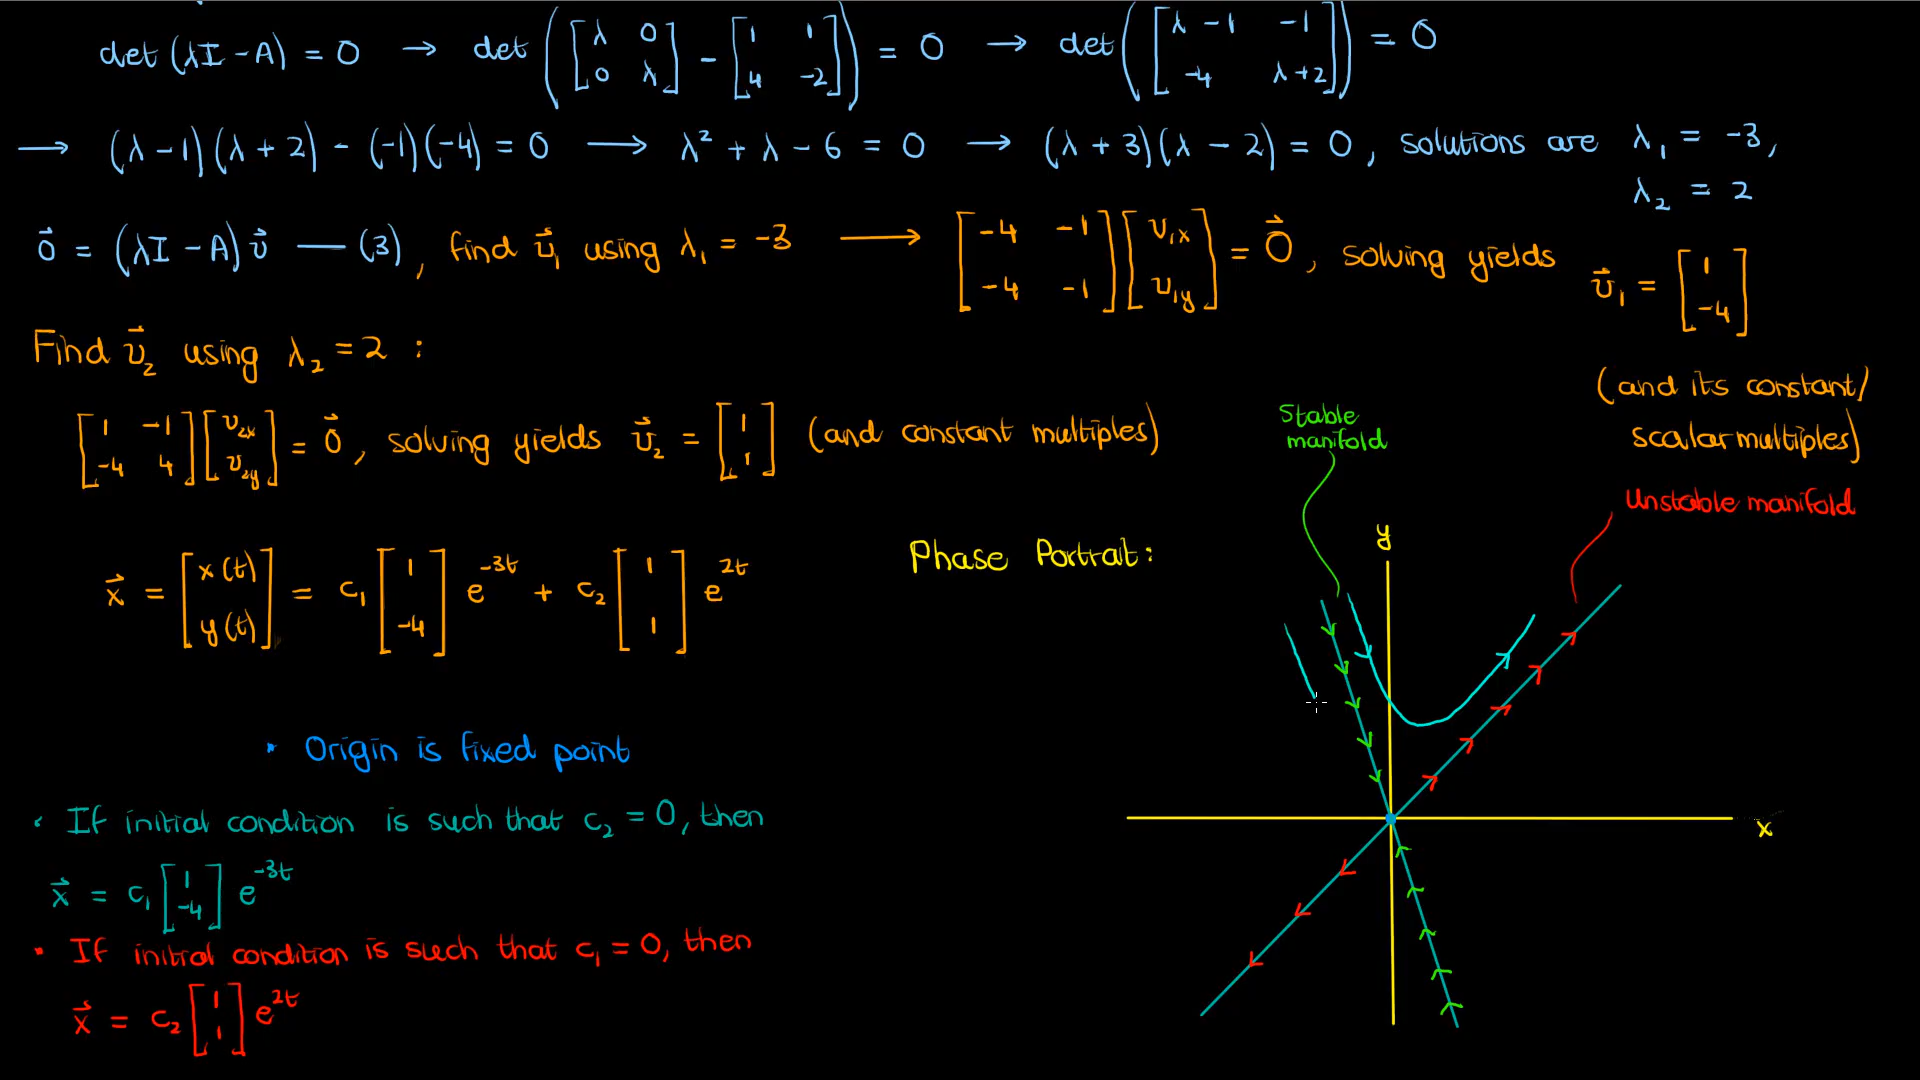 det (λI - A) = 0 → det ([λ 0; 0 λ] - [1 1; 4 -2]) = 0 → det ([λ-1 -1; -4 λ+2]) = 0
→ (λ-1)(λ+2) - (-1)(-4) = 0 → λ² + λ - 6 = 0 → (λ + 3)(λ - 2) = 0, solutions are λ₁ = -3,
λ₂ = 2
0⃗ = (λI - A)v⃗ — (3), find v⃗₁ using λ₁ = -3 → [-4 -1; -4 -1] [v₁ₓ; v₁y] = 0⃗, solving yields v⃗₁ = [1; -4]
(and its constant/
scalar multiples)
Find v⃗₂ using λ₂ = 2 :
[1 -1; -4 4] [v₂ₓ; v₂y] = 0⃗, solving yields v⃗₂ = [1; 1] (and constant multiples)
x⃗ = [x(t); y(t)] = c₁ [1; -4] e^-3t + c₂ [1; 1] e^2t
Phase Portrait:
Stable
manifold
Unstable manifold
y
x
• Origin is fixed point
• If initial condition is such that c₂ = 0, then
x⃗ = c₁ [1; -4] e^-3t
• If initial condition is such that c₁ = 0, then
x⃗ = c₂ [1; 1] e^2t